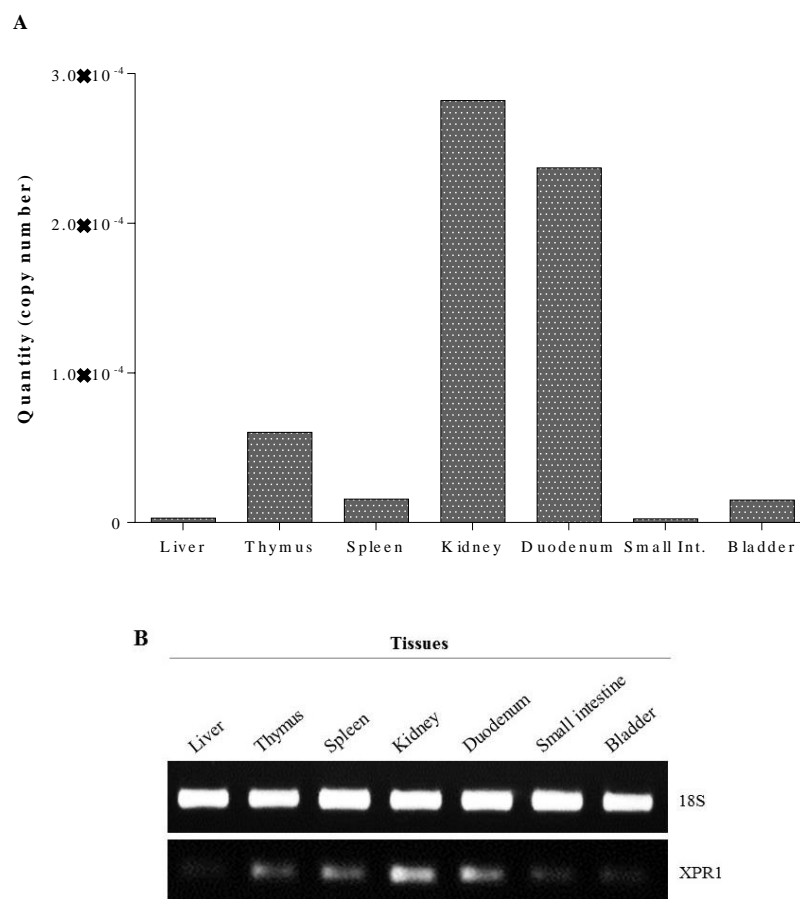 A
3.0✖10 -4
2.0✖10 -4
1.0✖10 -4
0
Quantity (copy number)
Liver Thymus Spleen Kidney Duodenum Small Int. Bladder
B
Tissues
Liver Thymus Spleen Kidney Duodenum Small intestine Bladder
18S
XPR1